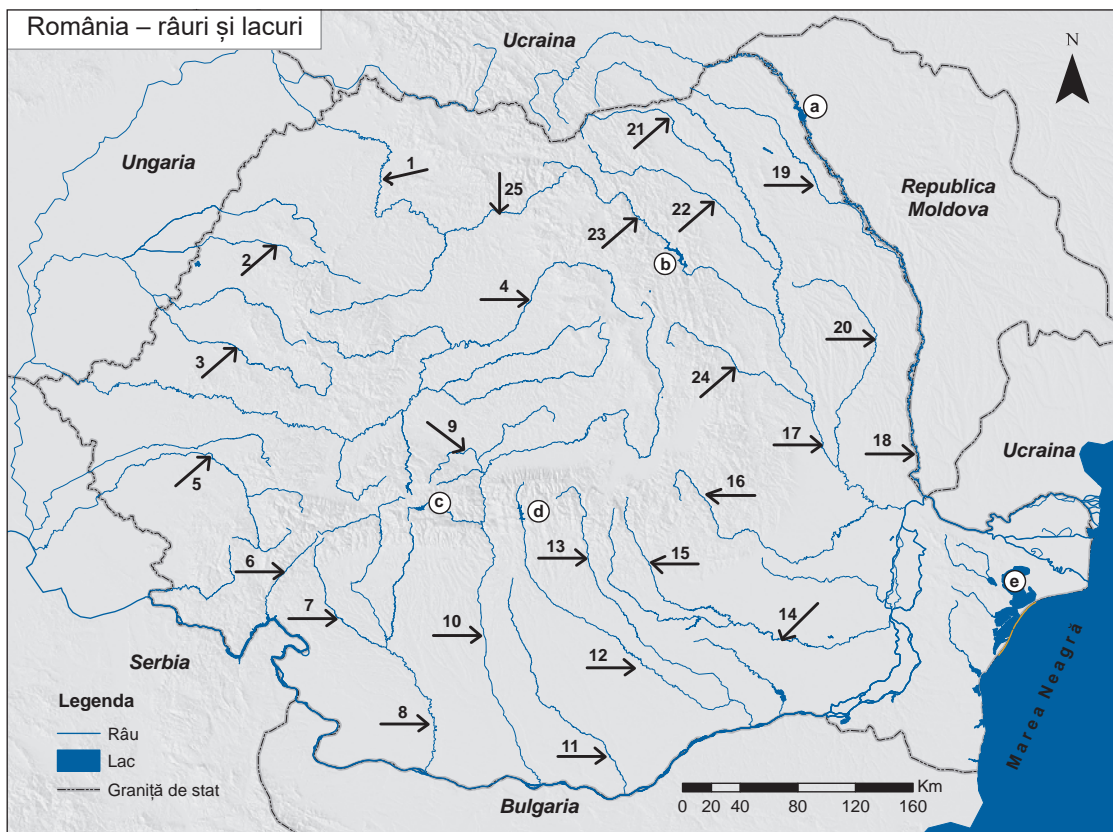 România – râuri și lacuri
Ucraina
N
a
21
1
Ungaria
19
25
Republica
Moldova
22
23
2
b
4
20
3
24
9
17
18
Ucraina
5
16
c
d
13
15
6
e
7
14
10
12
Serbia
Legenda
Râu
Lac
Graniță de stat
8
11
Bulgaria
Marea Neagră
Km
0 20 40 80 120 160